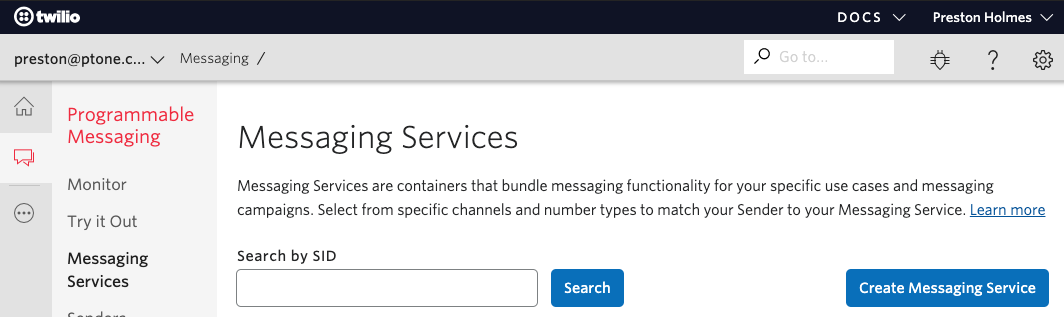 twilio
DOCS
Preston Holmes
preston@ptone.c...
Messaging /
Go to...
Programmable
Messaging
Monitor
Try it Out
Messaging
Services
Messaging Services
Messaging Services are containers that bundle messaging functionality for your specific use cases and messaging
campaigns. Select from specific channels and number types to match your Sender to your Messaging Service. Learn more
Search by SID
Search
Create Messaging Service